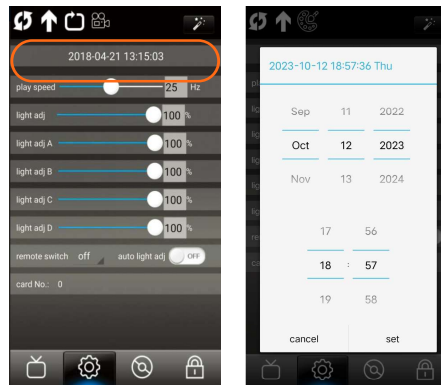 2018-04-21 13:15:03
play speed 25 Hz
light adj 100 %
light adj A 100 %
light adj B 100 %
light adj C 100 %
light adj D 100 %
remote switch off auto light adj OFF
card No.: 0
2023-10-12 18:57:36 Thu
Sep 11 2022
Oct 12 2023
Nov 13 2024
17 56
18 : 57
19 58
cancel set